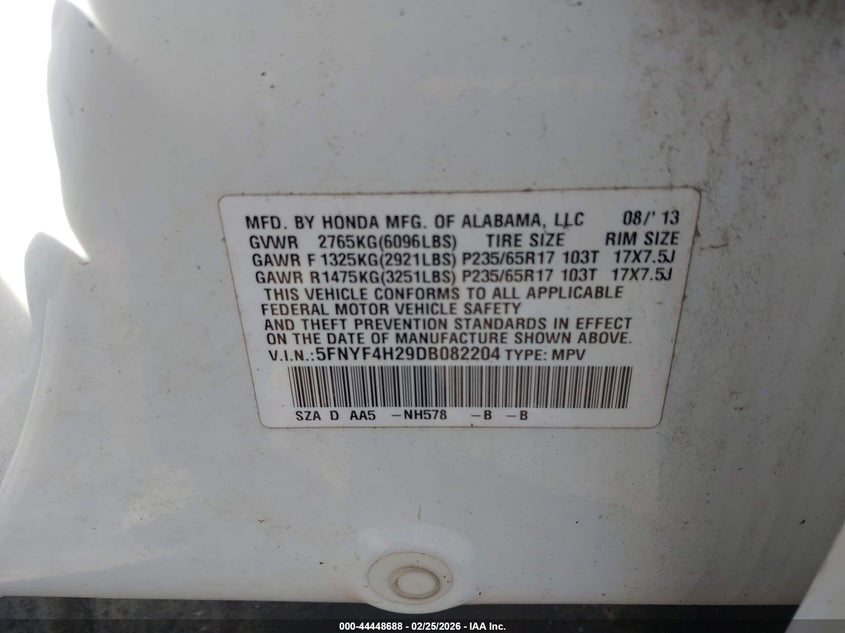 MFD. BY HONDA MFG. OF ALABAMA, LLC 08/'13
GVWR 2765KG(6096LBS) TIRE SIZE RIM SIZE
GAWR F 1325KG(2921LBS) P235/65R17 103T 17X7.5J
GAWR R1475KG(3251LBS) P235/65R17 103T 17X7.5J
THIS VEHICLE CONFORMS TO ALL APPLICABLE
FEDERAL MOTOR VEHICLE SAFETY
AND THEFT PREVENTION STANDARDS IN EFFECT
ON THE DATE OF MANUFACTURE SHOWN ABOVE.
V.I.N.:5FNYF4H29DB082204 TYPE: MPV
SZA D AA5 -NH578 -B -B
000-44448688 - 02/25/2026 - IAA Inc.